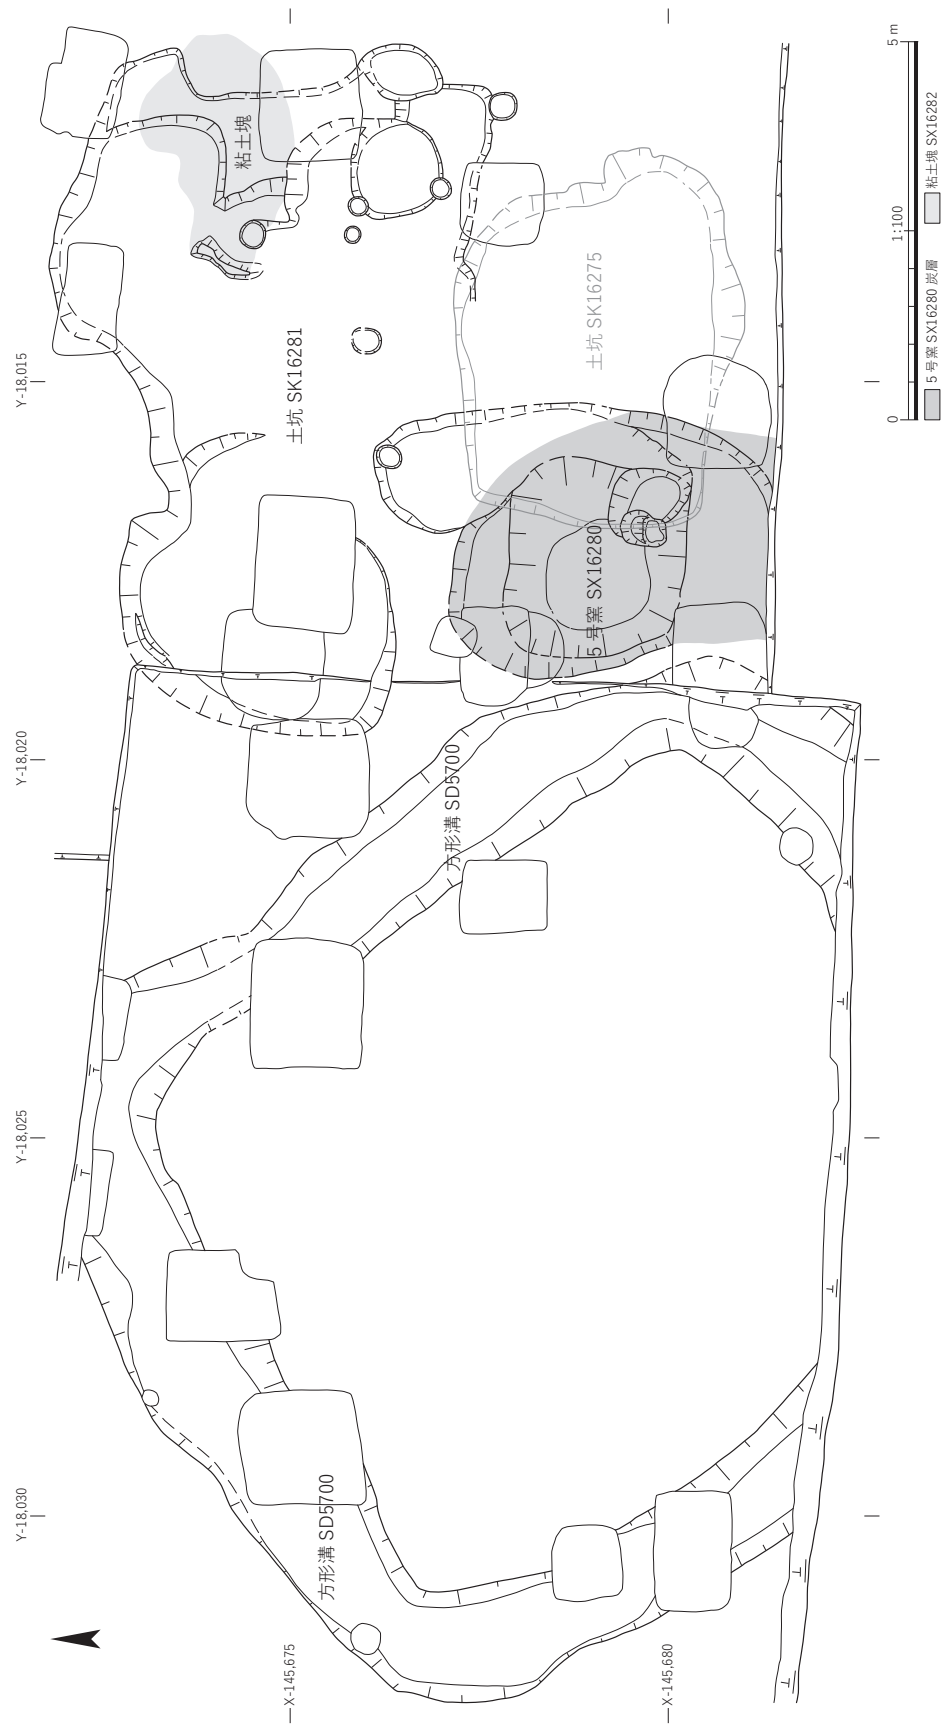 粘土塊
土坑 SK16281
土坑 SK16275
5 号窯 SX16280
方形溝 SD5700
方形溝 SD5700
Y-18,015
Y-18,020
Y-18,025
Y-18,030
X-145,675
X-145,680
0
1:100
5 m
5 号窯 SX16280 炭層
粘土塊 SX16282